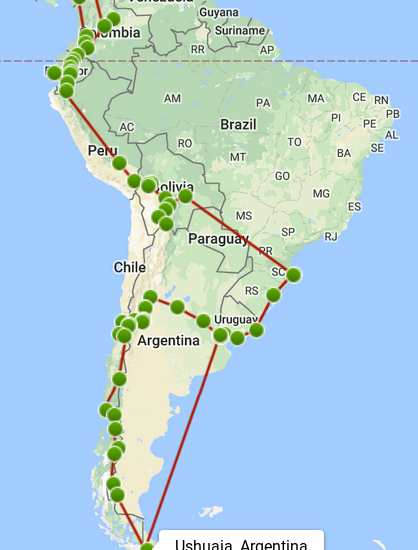 Venezuela
Guyana
Colombia
Suriname
RR
AP
Ecuador
AM
PA
MA
CE
RN
PB
PI
PE
AC
TO
AL
SE
RO
Brazil
Peru
MT
BA
GO
Bolivia
MG
MS
ES
SP
Paraguay
RJ
PR
Chile
SC
RS
Uruguay
Argentina
Ushuaia, Argentina